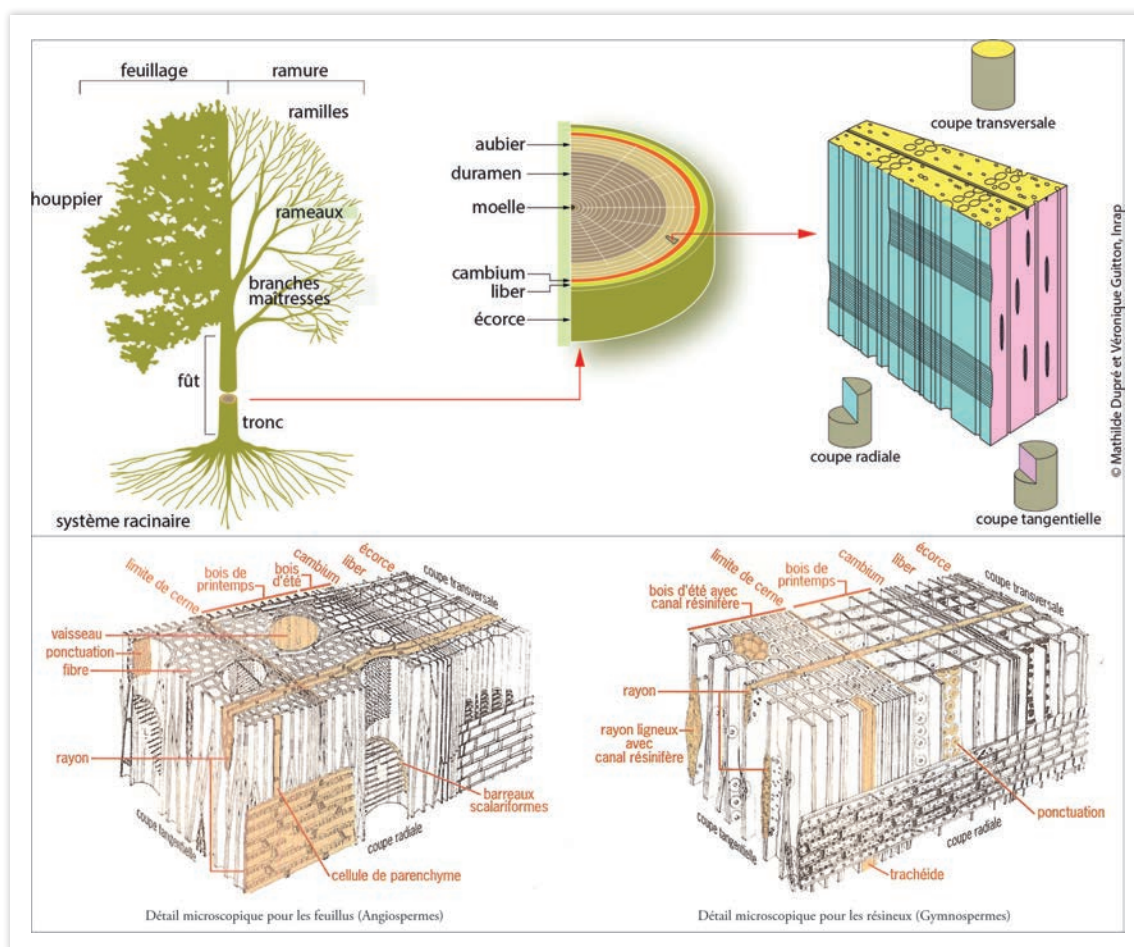 feuillage
ramure
ramilles
houppier
rameaux
branches
maîtresses
fût
tronc
système racinaire
aubier
duramen
moelle
cambium
liber
écorce
coupe transversale
coupe radiale
coupe tangentielle
© Mathilde Dupré et Véronique Guitton, Inrap
limite de cerne
bois de
printemps
bois
d'été
cambium
liber
écorce
coupe transversale
vaisseau
ponctuation
fibre
rayon
barreaux
scalariformes
coupe tangentielle
coupe radiale
cellule de parenchyme
Détail microscopique pour les feuillus (Angiospermes)
bois d'été avec
canal résinifère
limite de cerne
bois de
printemps
cambium
liber
écorce
coupe transversale
rayon
rayon ligneux
avec
canal résinifère
ponctuation
coupe tangentielle
coupe radiale
trachéide
Détail microscopique pour les résineux (Gymnospermes)